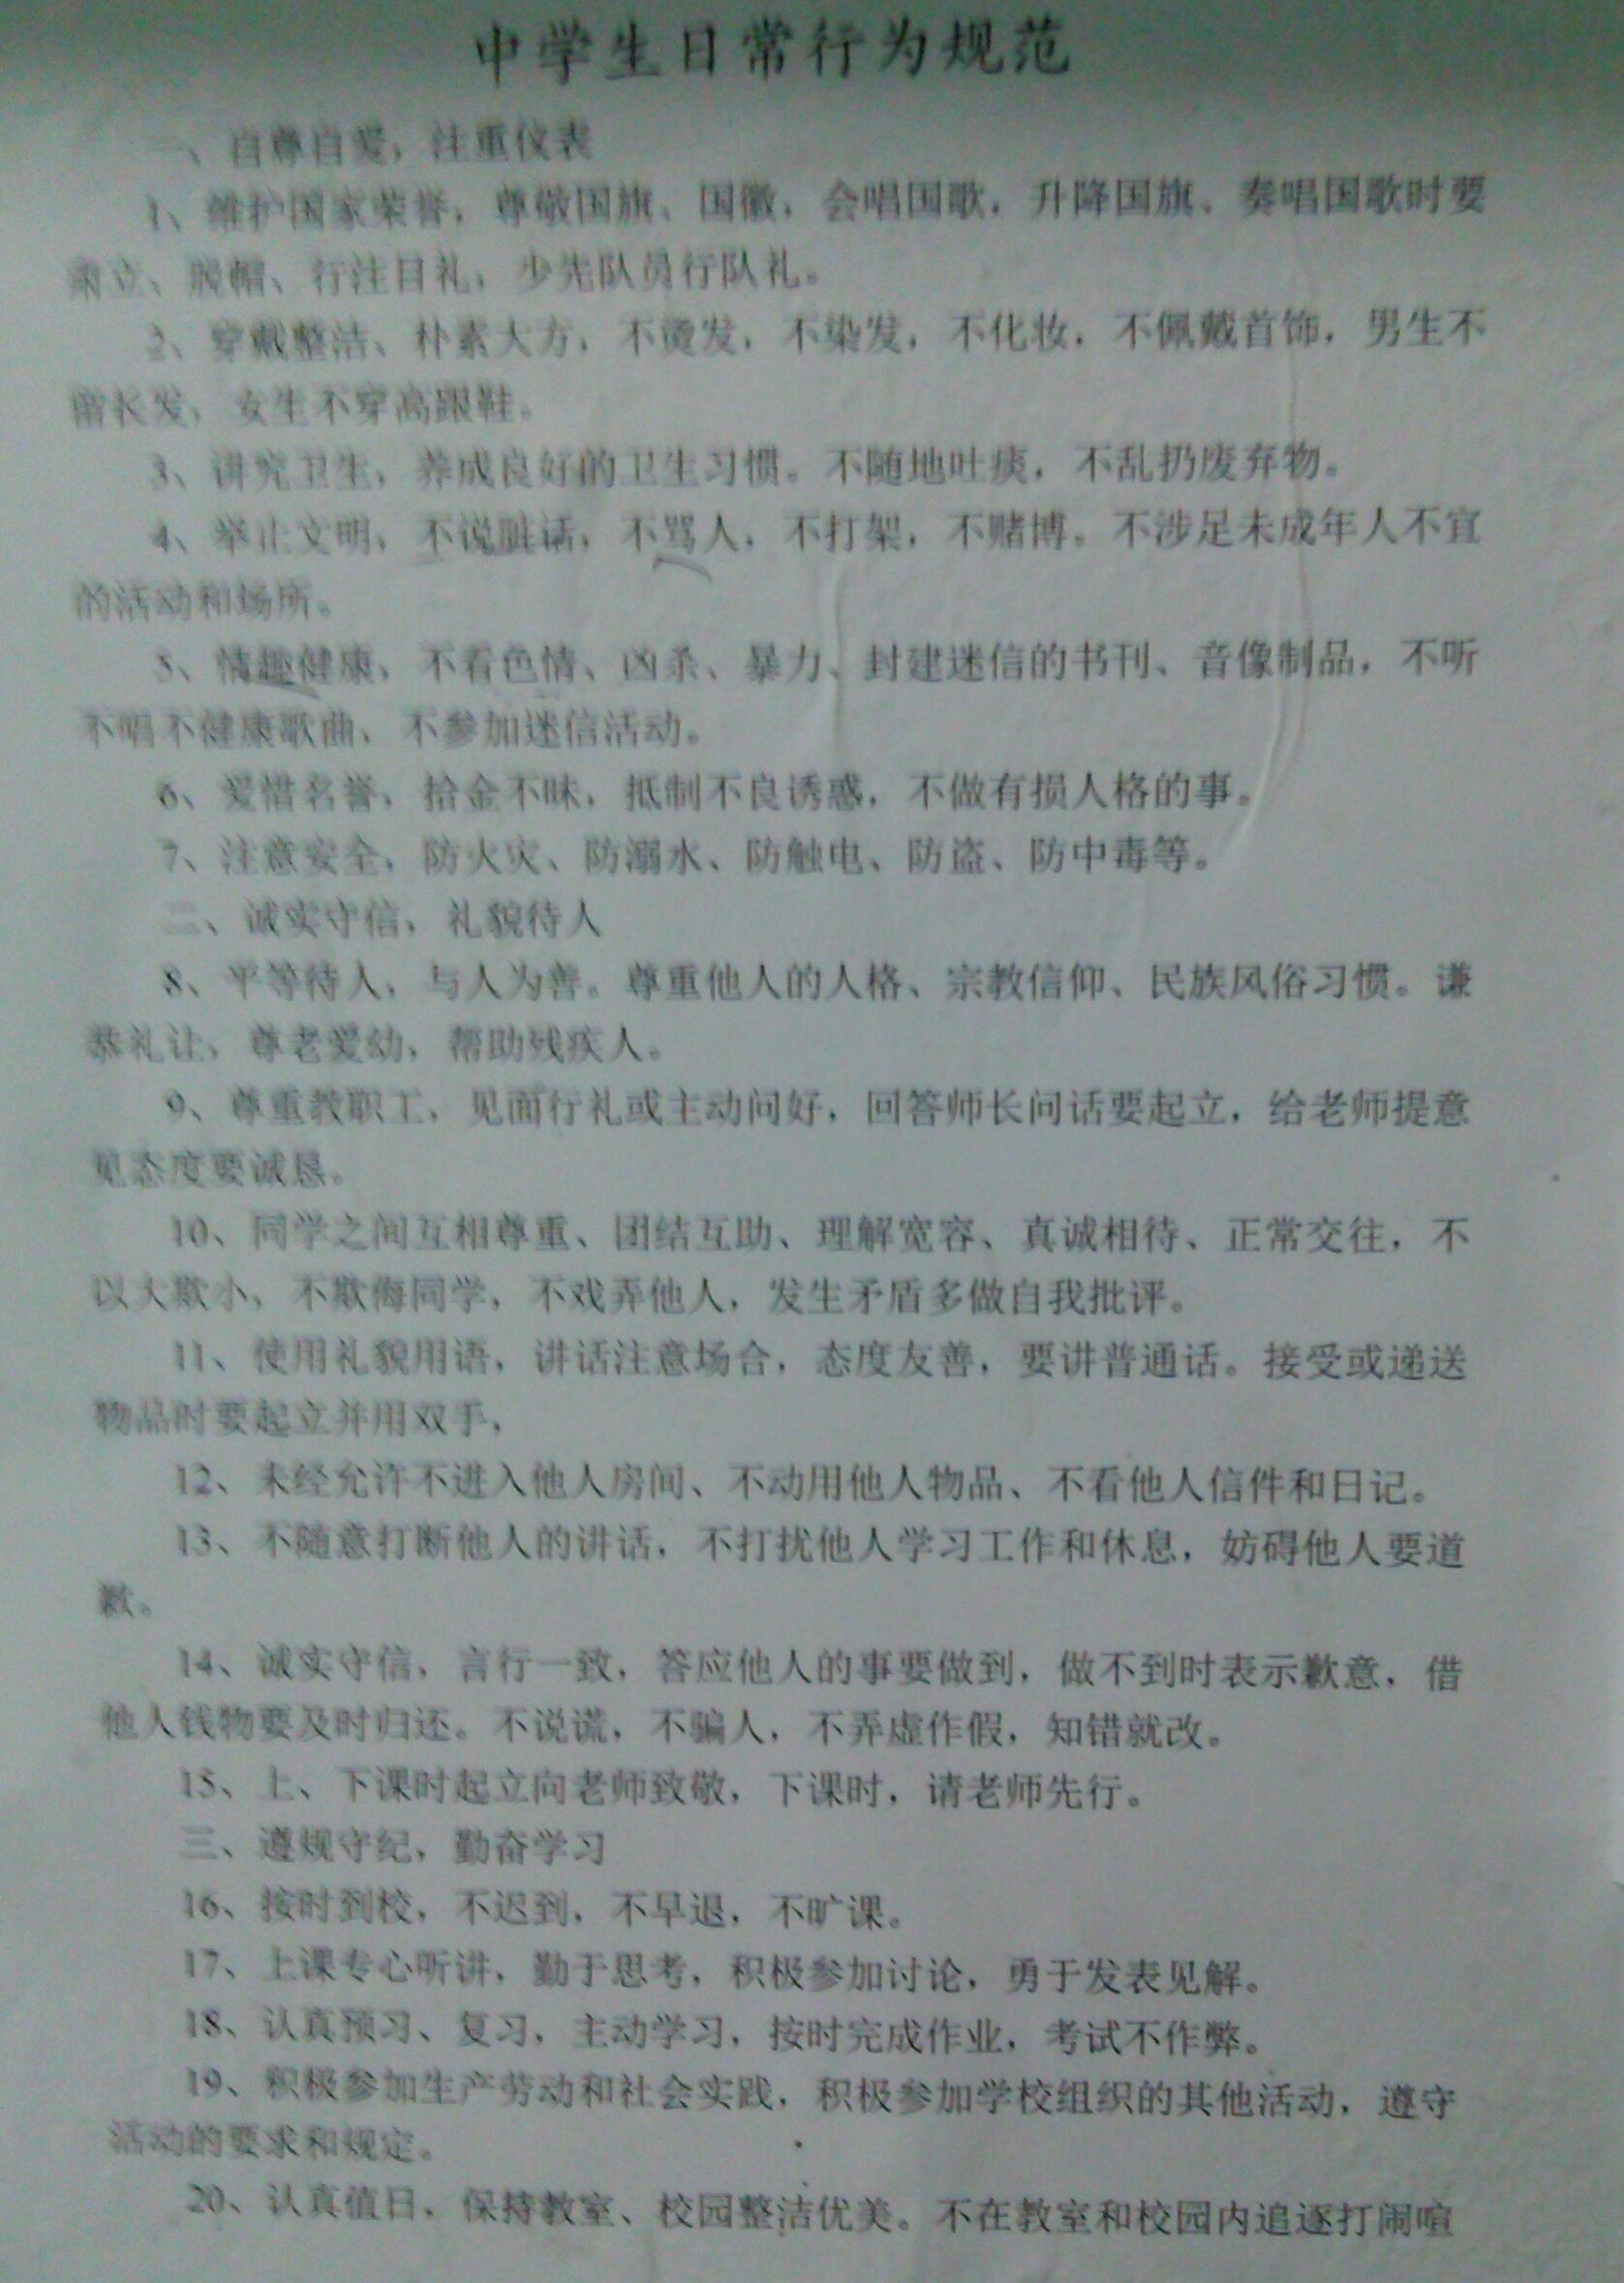 中学生日常行为规范
一、自尊自爱，注重仪表
1、维护国家荣誉，尊敬国旗、国徽，会唱国歌，升降国旗、奏唱国歌时要
肃立、脱帽、行注目礼，少先队员行队礼。
2、穿戴整洁、朴素大方，不烫发，不染发，不化妆，不佩戴首饰，男生不
留长发，女生不穿高跟鞋。
3、讲究卫生，养成良好的卫生习惯。不随地吐痰，不乱扔废弃物。
4、举止文明，不说脏话，不骂人，不打架，不赌博。不涉足未成年人不宜
的活动和场所。
5、情趣健康，不看色情、凶杀、暴力、封建迷信的书刊、音像制品，不听
不唱不健康歌曲，不参加迷信活动。
6、爱惜名誉，拾金不昧，抵制不良诱惑，不做有损人格的事。
7、注意安全，防火灾、防溺水、防触电、防盗、防中毒等。
二、诚实守信，礼貌待人
8、平等待人，与人为善。尊重他人的人格、宗教信仰、民族风俗习惯。谦
恭礼让，尊老爱幼，帮助残疾人。
9、尊重教职工，见面行礼或主动问好，回答师长问话要起立，给老师提意
见态度要诚恳。
10、同学之间互相尊重、团结互助、理解宽容、真诚相待、正常交往，不
以大欺小，不欺侮同学，不戏弄他人，发生矛盾多做自我批评。
11、使用礼貌用语，讲话注意场合，态度友善，要讲普通话。接受或递送
物品时要起立并用双手，
12、未经允许不进入他人房间、不动用他人物品、不看他人信件和日记。
13、不随意打断他人的讲话，不打扰他人学习工作和休息，妨碍他人要道
歉。
14、诚实守信，言行一致，答应他人的事要做到，做不到时表示歉意，借
他人钱物要及时归还。不说谎，不骗人，不弄虚作假，知错就改。
15、上、下课时起立向老师致敬，下课时，请老师先行。
三、遵规守纪，勤奋学习
16、按时到校，不迟到，不早退，不旷课。
17、上课专心听讲，勤于思考，积极参加讨论，勇于发表见解。
18、认真预习、复习，主动学习，按时完成作业，考试不作弊。
19、积极参加生产劳动和社会实践，积极参加学校组织的其他活动，遵守
活动的要求和规定。
20、认真值日，保持教室、校园整洁优美。不在教室和校园内追逐打闹喧